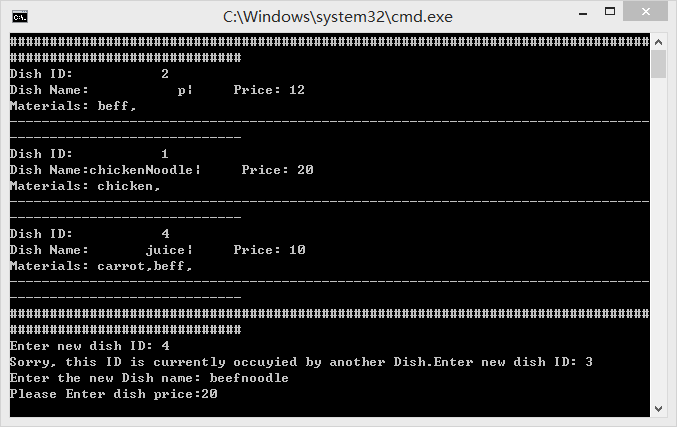 C:\Windows\system32\cmd.exe
################################################################################
#############################
Dish ID:           2
Dish Name:           p|     Price: 12
Materials: beff,
--------------------------------------------------------------------------------
-----------------------------
Dish ID:           1
Dish Name:chickenNoodle|     Price: 20
Materials: chicken,
--------------------------------------------------------------------------------
-----------------------------
Dish ID:           4
Dish Name:       juice|     Price: 10
Materials: carrot,beff,
--------------------------------------------------------------------------------
-----------------------------
################################################################################
#############################
Enter new dish ID: 4
Sorry, this ID is currently occuyied by another Dish.Enter new dish ID: 3
Enter the new Dish name: beefnoodle
Please Enter dish price:20